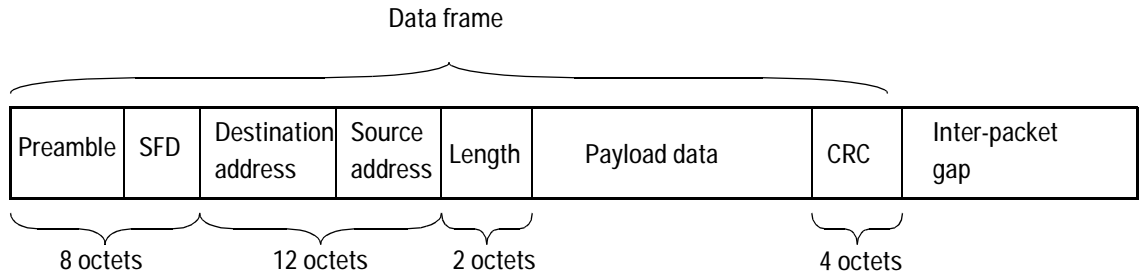 Data frame
Preamble
SFD
Destination
address
Source
address
Length
Payload data
CRC
Inter-packet
gap
8 octets
12 octets
2 octets
4 octets